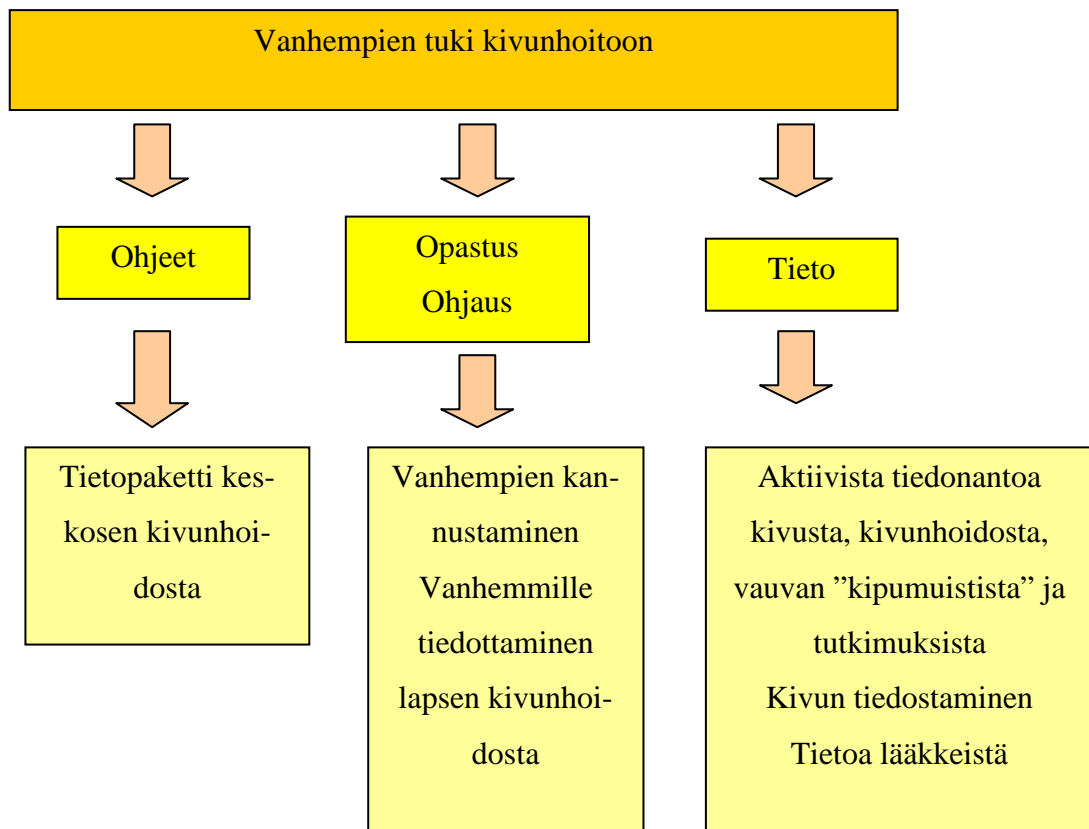 Vanhempien tuki kivunhoitoon
Ohjeet
Opastus
Ohjaus
Tieto
Tietopaketti kes-
kosen kivunhoi-
dosta
Vanhempien kan-
nustaminen
Vanhemmille
tiedottaminen
lapsen kivunhoi-
dosta
Aktiivista tiedonantoa
kivusta, kivunhoidosta,
vauvan ”kipumuistista” ja
tutkimuksista
Kivun tiedostaminen
Tietoa lääkkeistä